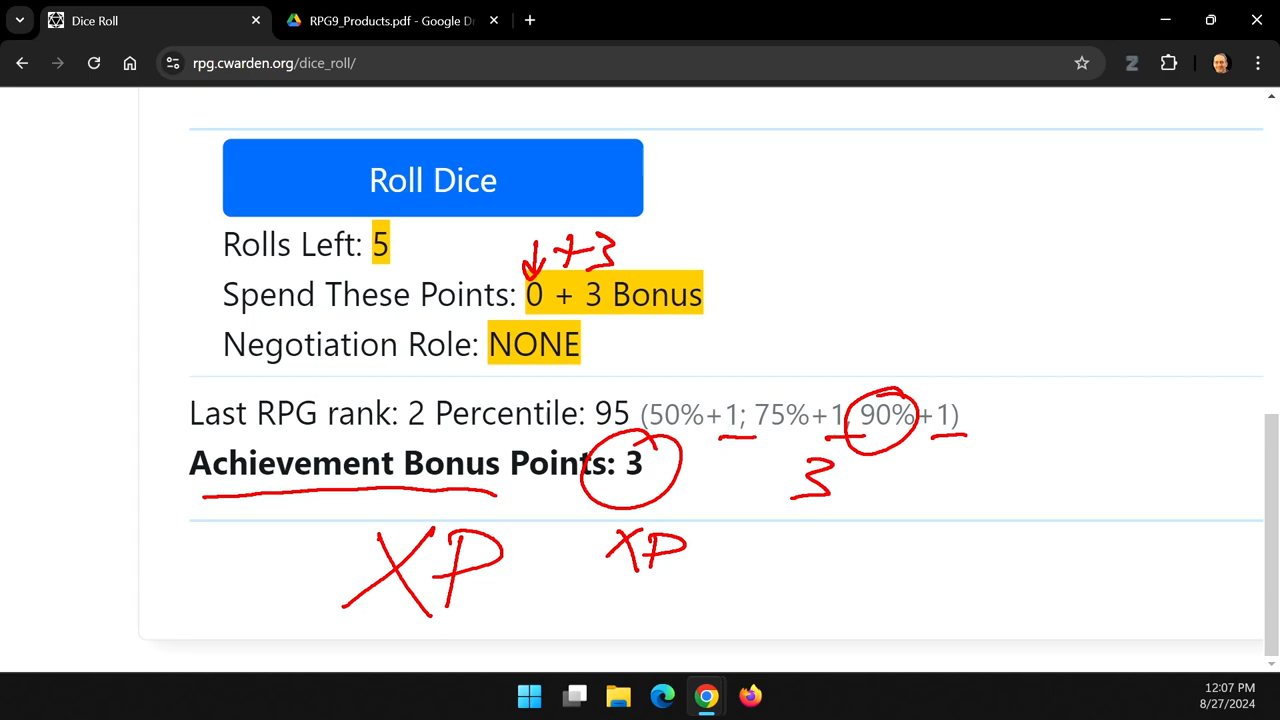 Dice Roll
RPG9_Products.pdf - Google Dr
rpg.cwarden.org/dice_roll/
Roll Dice
Rolls Left: 5
↓ +3
Spend These Points: 0 + 3 Bonus
Negotiation Role: NONE
Last RPG rank: 2 Percentile: 95 (50%+1; 75%+1, 90%+1)
Achievement Bonus Points: 3
3
XP XP
12:07 PM
8/27/2024